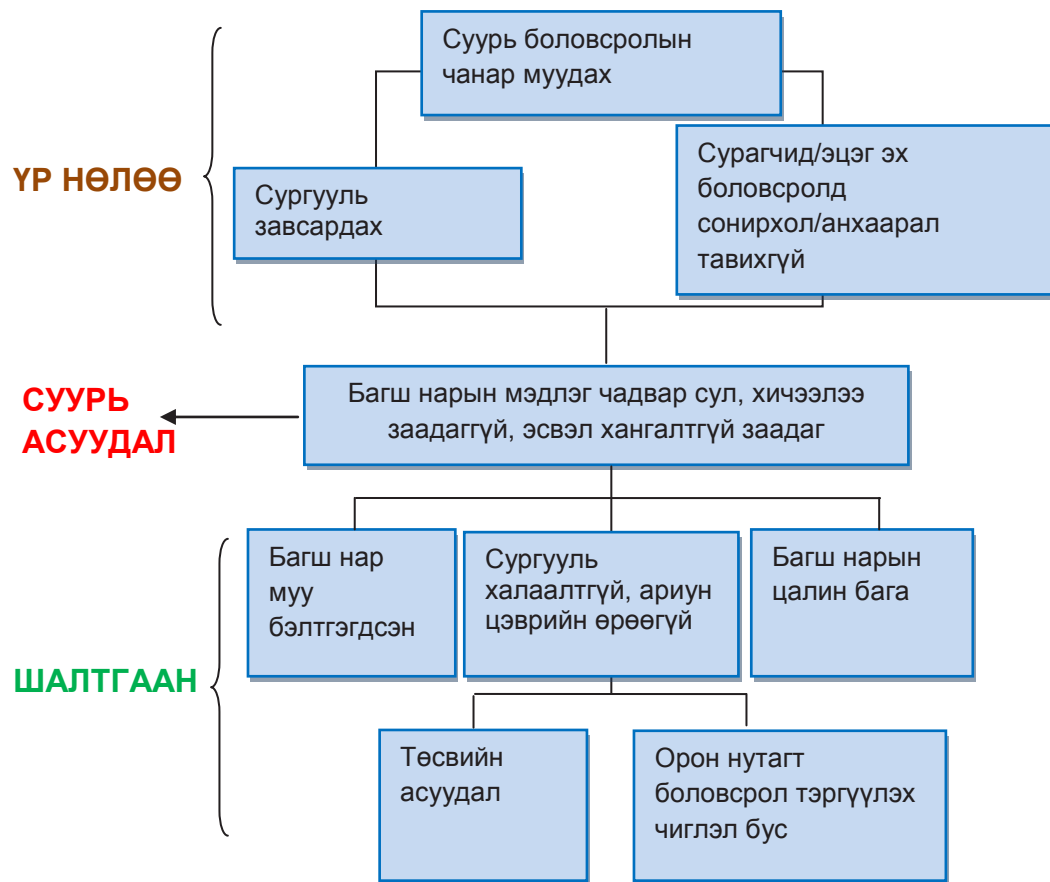 Суурь боловсролын
чанар муудах
ҮР НӨЛӨӨ
Сургууль
завсардах
Сурагчид/эцэг эх
боловсролд
сонирхол/анхаарал
тавихгүй
СУУРЬ
АСУУДАЛ
Багш нарын мэдлэг чадвар сул, хичээлээ
заадаггүй, эсвэл хангалтгүй заадаг
Багш нар
муу
бэлтгэгдсэн
Сургууль
халаалтгүй, ариун
цэврийн өрөөгүй
Багш нарын
цалин бага
ШАЛТГААН
Төсвийн
асуудал
Орон нутагт
боловсрол тэргүүлэх
чиглэл бус